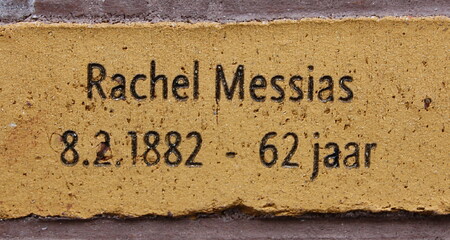 Rachel Messias
8.2.1882 - 62 jaar